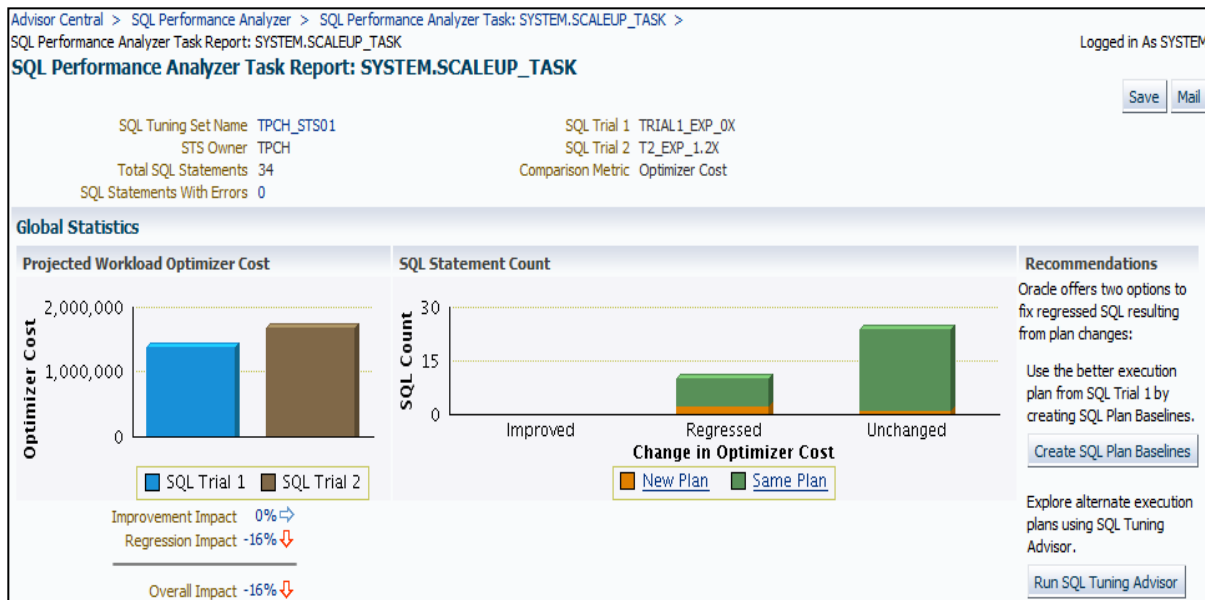 Advisor Central > SQL Performance Analyzer > SQL Performance Analyzer Task: SYSTEM.SCALEUP_TASK >
SQL Performance Analyzer Task Report: SYSTEM.SCALEUP_TASK
Logged in As SYSTEM
SQL Performance Analyzer Task Report: SYSTEM.SCALEUP_TASK
Save
Mail
SQL Tuning Set Name TPCH_STS01
STS Owner TPCH
Total SQL Statements 34
SQL Statements With Errors 0
SQL Trial 1 TRIAL1_EXP_0X
SQL Trial 2 T2_EXP_1.2X
Comparison Metric Optimizer Cost
Global Statistics
Projected Workload Optimizer Cost
Optimizer Cost
2,000,000
1,000,000
0
SQL Trial 1
SQL Trial 2
Improvement Impact 0%
Regression Impact -16%
Overall Impact -16%
SQL Statement Count
SQL Count
30
15
0
Improved
Regressed
Unchanged
Change in Optimizer Cost
New Plan
Same Plan
Recommendations
Oracle offers two options to
fix regressed SQL resulting
from plan changes:
Use the better execution
plan from SQL Trial 1 by
creating SQL Plan Baselines.
Create SQL Plan Baselines
Explore alternate execution
plans using SQL Tuning
Advisor.
Run SQL Tuning Advisor